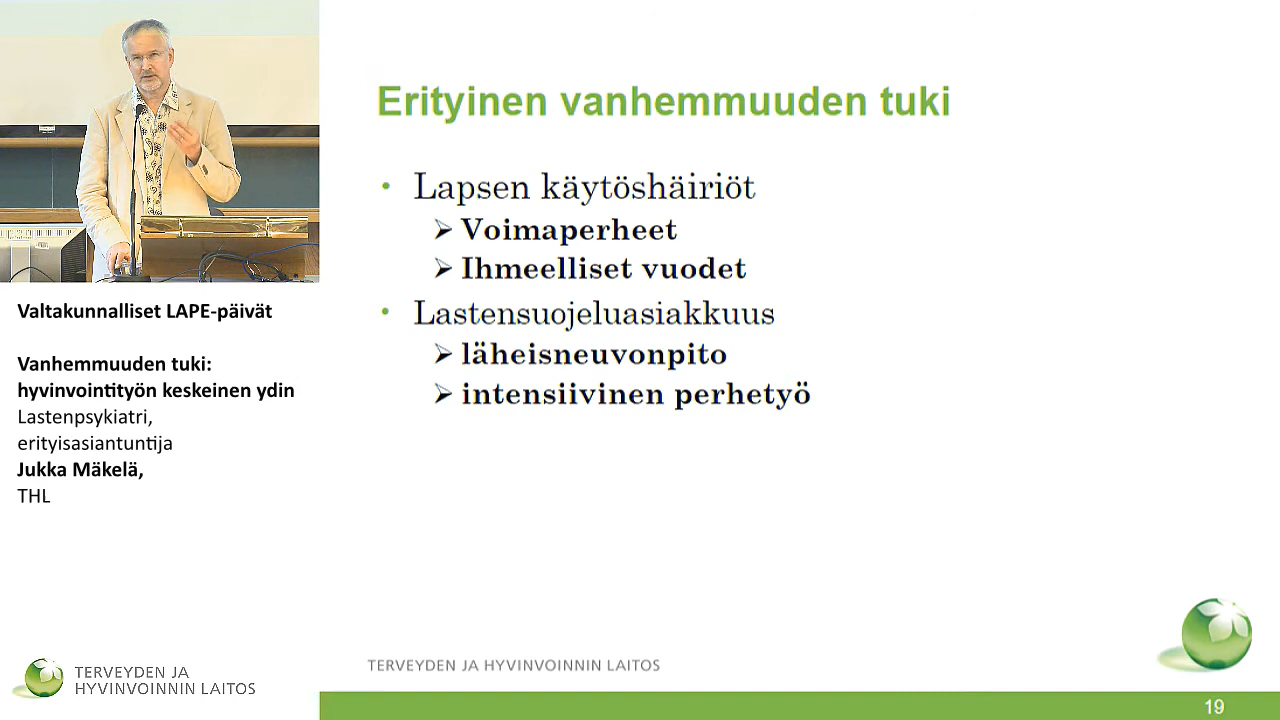 Valtakunnalliset LAPE-päivät
Vanhemmuuden tuki:
hyvinvointityön keskeinen ydin
Lastenpsykiatri,
erityisasiantuntija
Jukka Mäkelä,
THL
TERVEYDEN JA
HYVINVOINNIN LAITOS
Erityinen vanhemmuuden tuki
• Lapsen käytöshäiriöt
➢ Voimaperheet
➢ Ihmeelliset vuodet
• Lastensuojeluasiakkuus
➢ läheisneuvonpito
➢ intensiivinen perhetyö
TERVEYDEN JA HYVINVOINNIN LAITOS
19